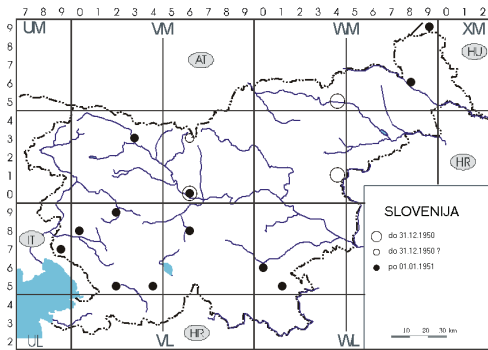 7 8 9 0 1 2 3 4 5 6 7 8 9 0 1 2 3 4 5 6 7 8 9 0 1 2
9 UM VM WM XM
8 AT HU
7
6
5
4
3
2 HR
1
0
9 SLOVENIJA
8 IT do 31.12.1950
7 do 31.12.1950 ?
6 po 01.01.1951
5
4
3 HR 10 20 30 km
2 UL VL WL